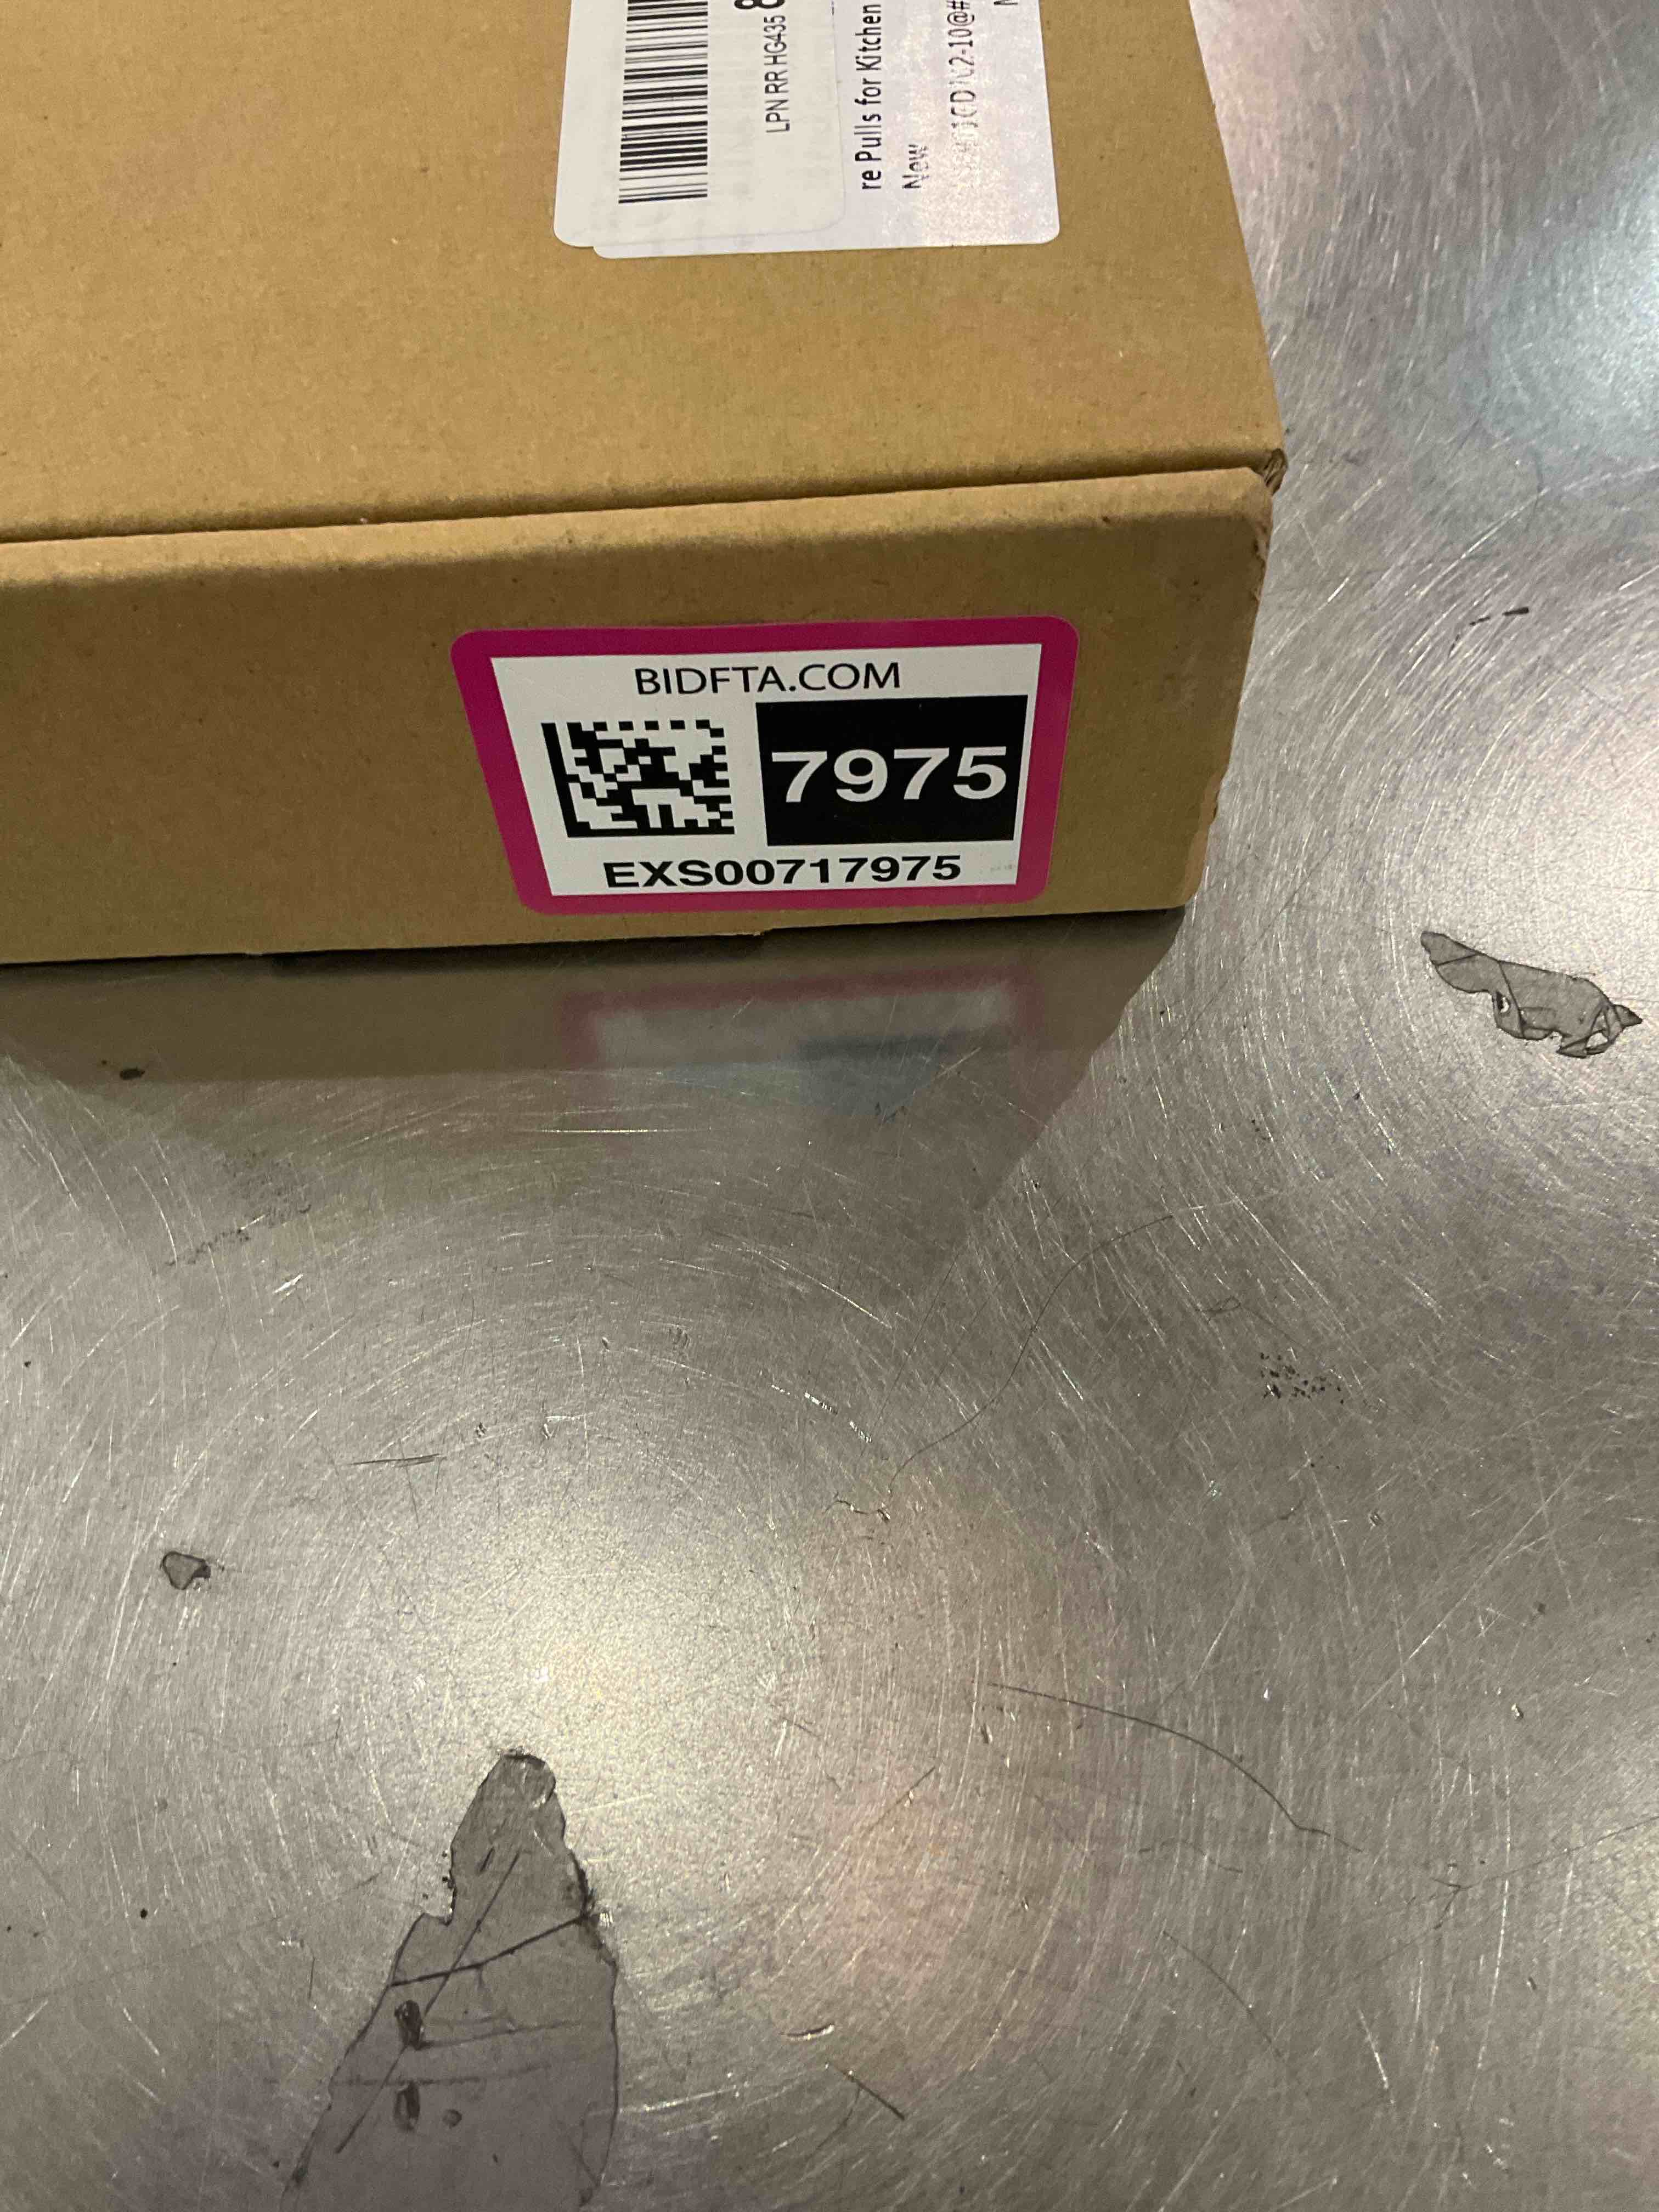 LPN RR HG435
re Pulls for Kitchen
New
BIDFTA.COM
7975
EXS00717975